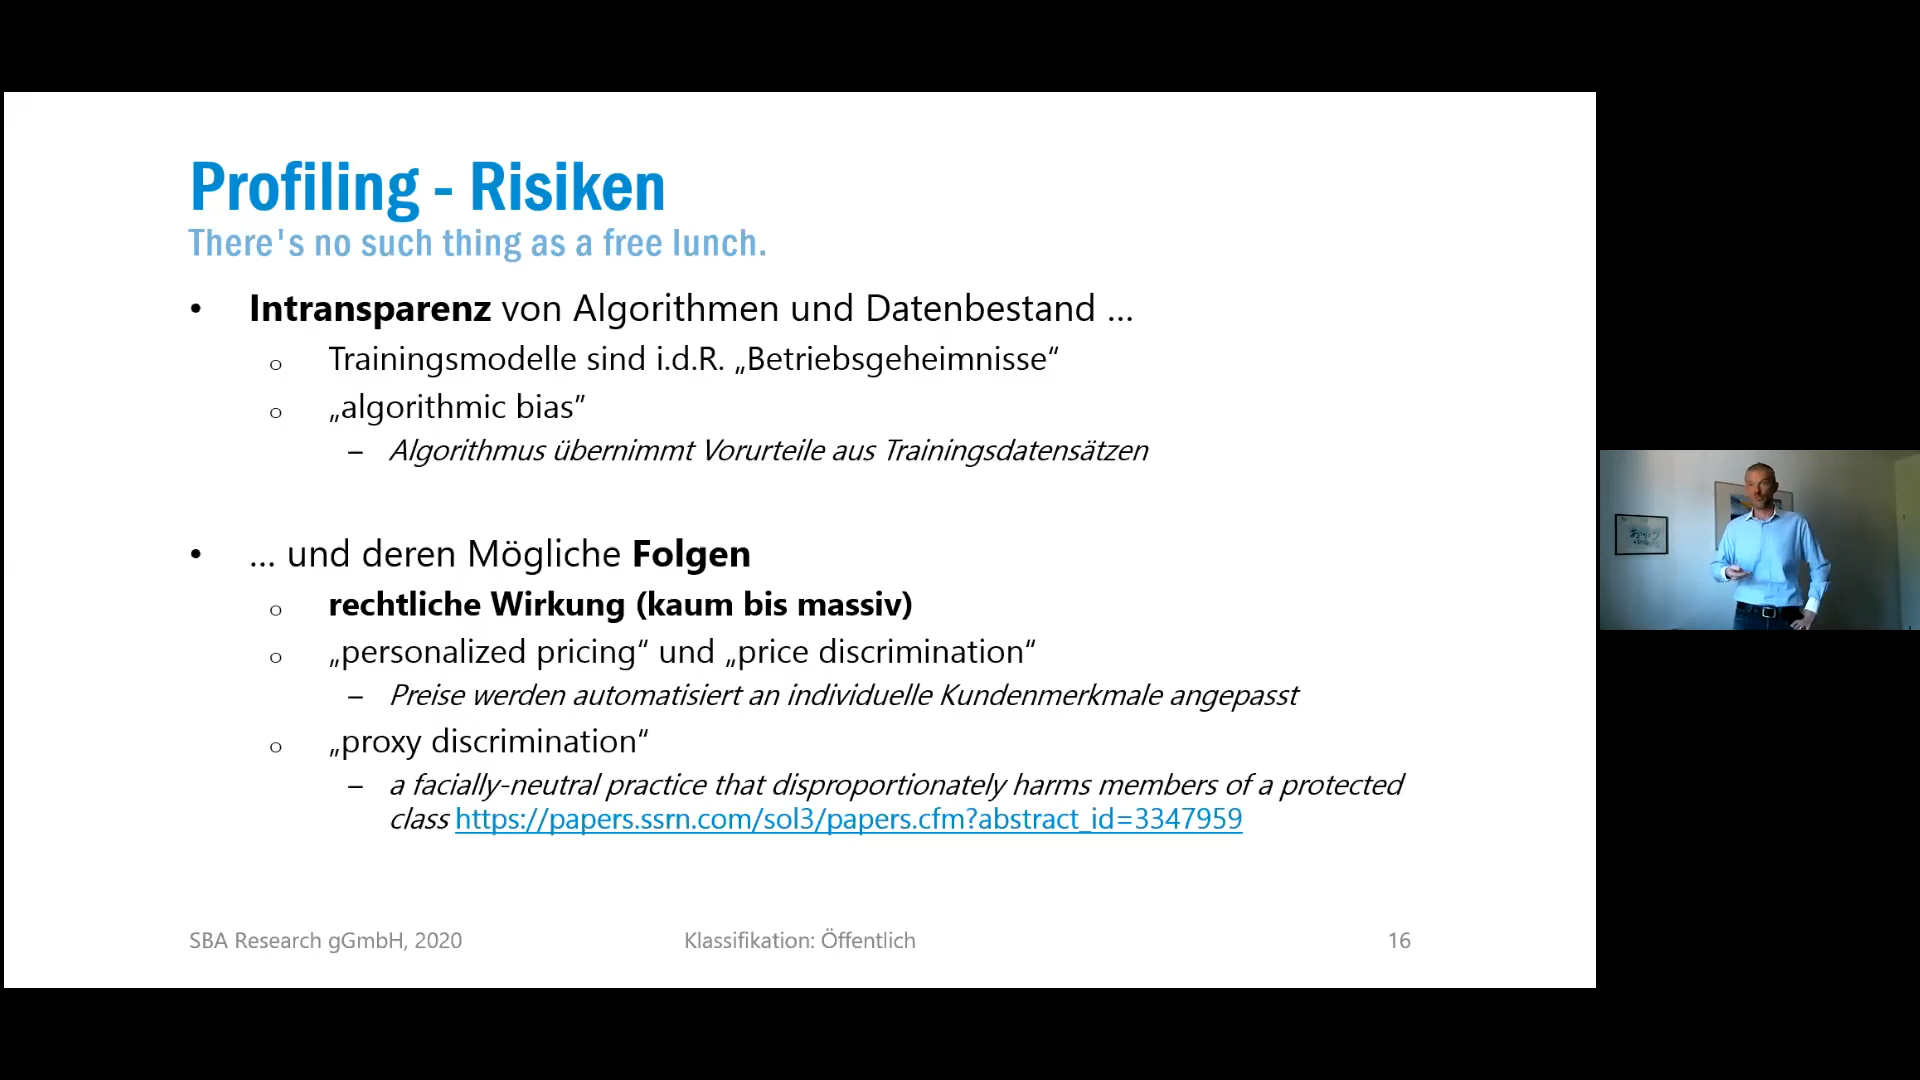 Profiling - Risiken
There's no such thing as a free lunch.
• Intransparenz von Algorithmen und Datenbestand ...
o Trainingsmodelle sind i.d.R. „Betriebsgeheimnisse“
o „algorithmic bias”
– Algorithmus übernimmt Vorurteile aus Trainingsdatensätzen
• ... und deren Mögliche Folgen
o rechtliche Wirkung (kaum bis massiv)
o „personalized pricing“ und „price discrimination“
– Preise werden automatisiert an individuelle Kundenmerkmale angepasst
o „proxy discrimination“
– a facially-neutral practice that disproportionately harms members of a protected
class https://papers.ssrn.com/sol3/papers.cfm?abstract_id=3347959
SBA Research gGmbH, 2020
Klassifikation: Öffentlich
16